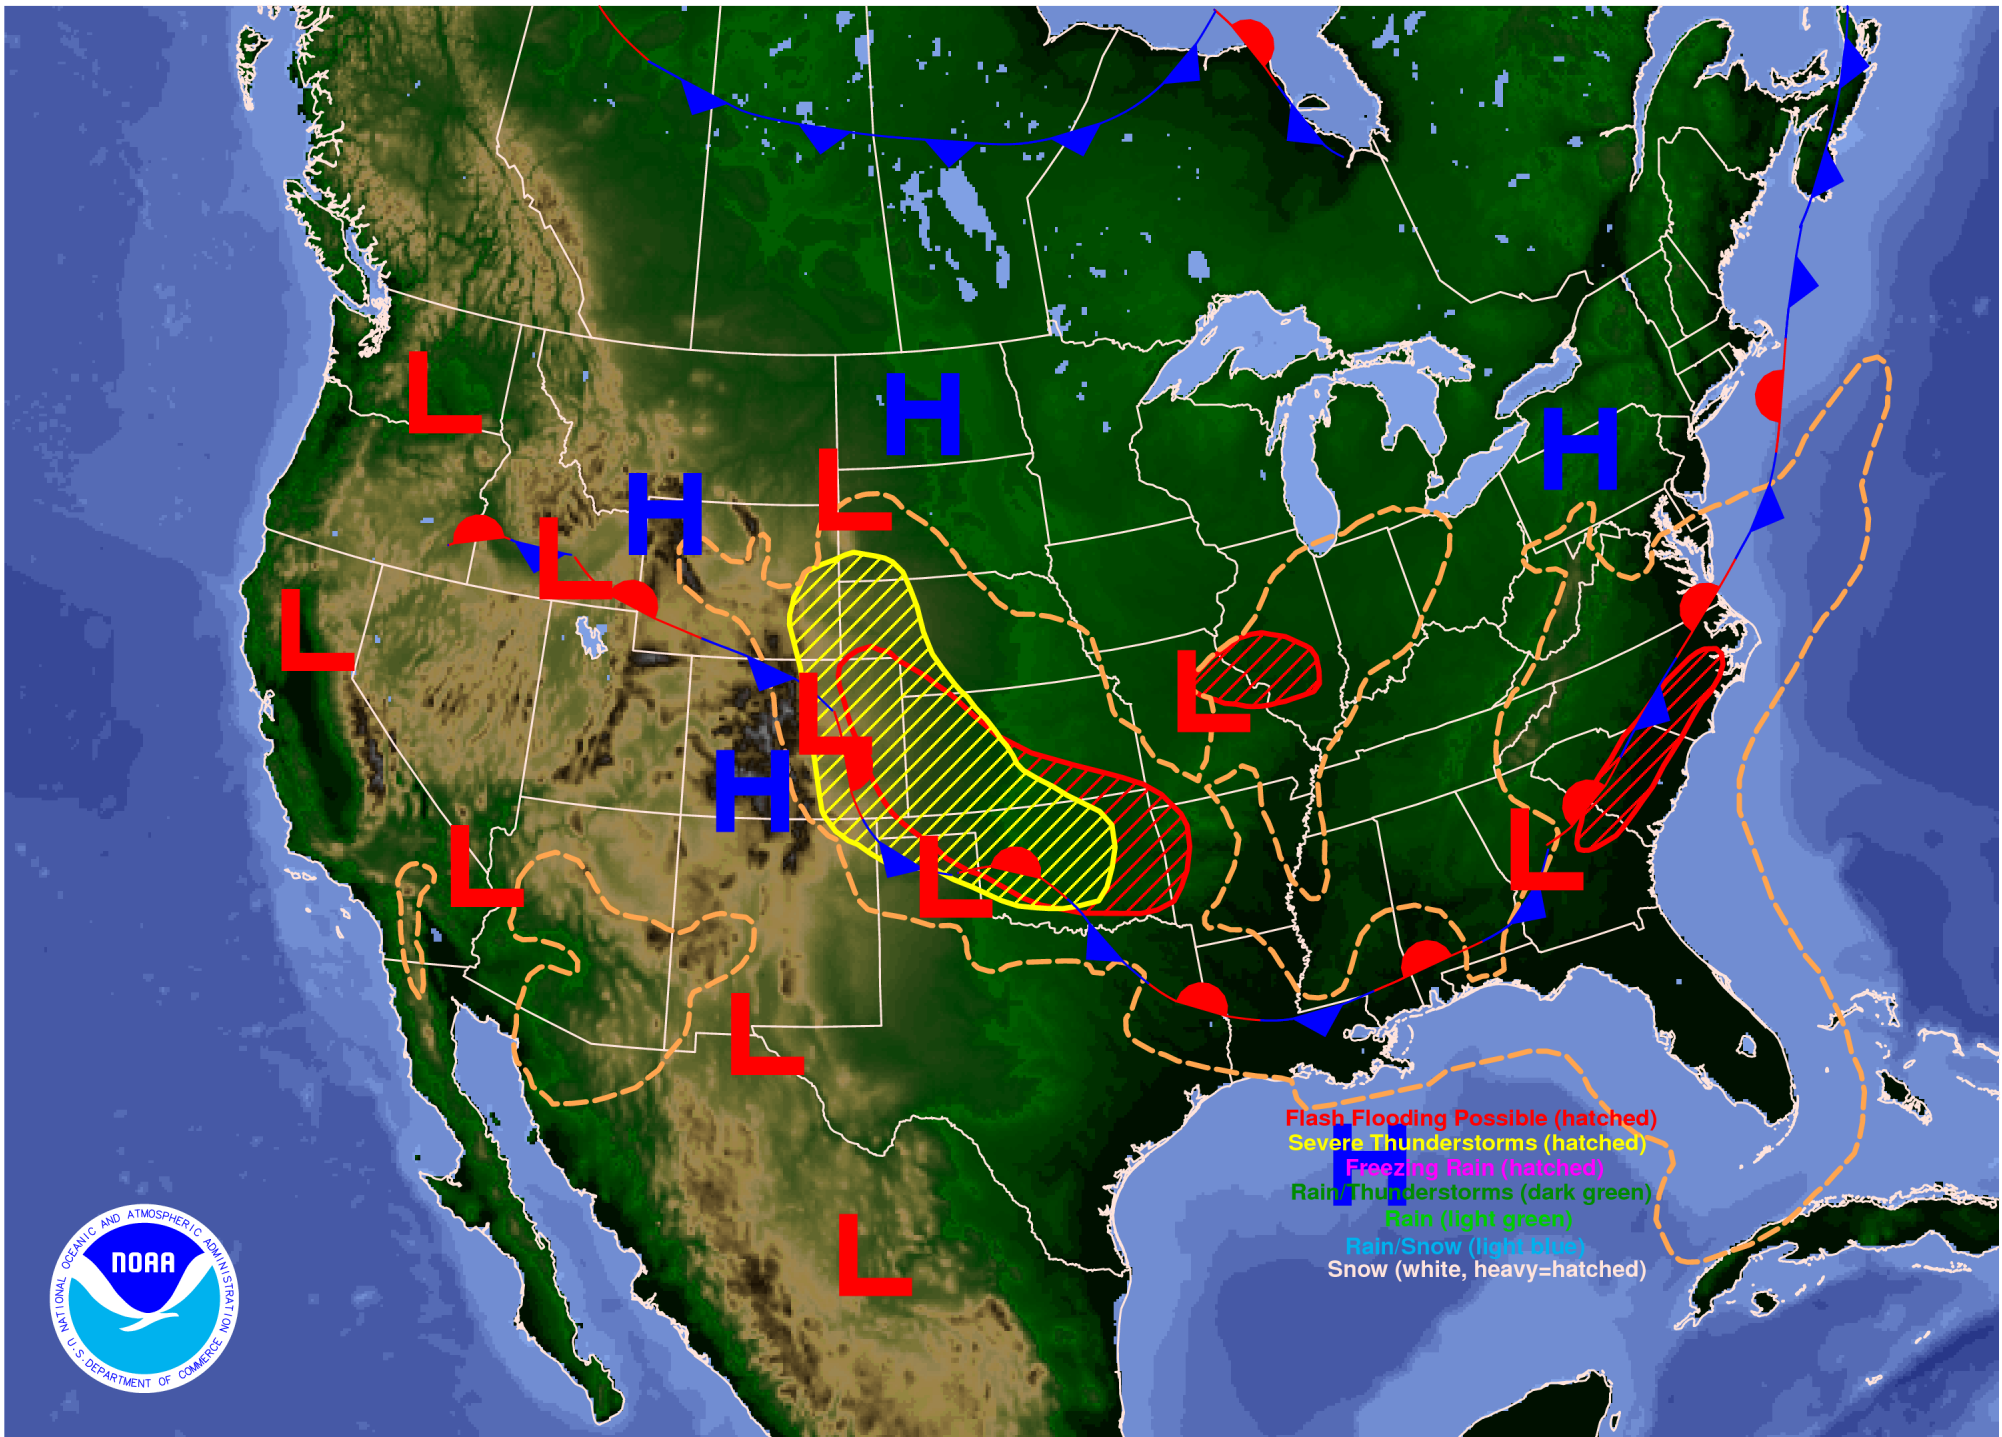 L
H
H
L
H
L
L
L
L
L
L
H
L
L
L
L
L
Flash Flooding Possible (hatched)
Severe Thunderstorms (hatched)
H
Freezing Rain (hatched)
Rain/Thunderstorms (dark green)
Rain (light green)
Rain/Snow (light blue)
Snow (white, heavy=hatched)
NATIONAL OCEANIC AND ATMOSPHERIC ADMINISTRATION
NOAA
U.S. DEPARTMENT OF COMMERCE